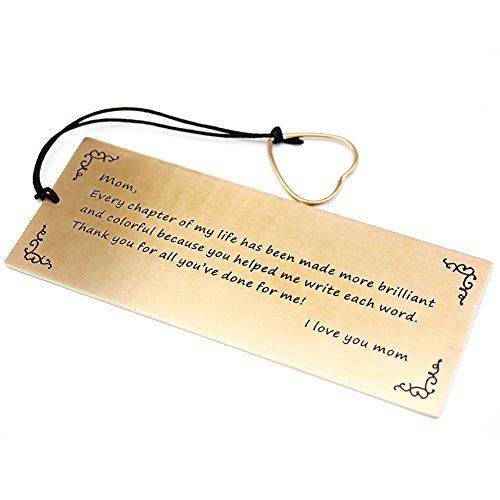 Mom,
Every chapter of my life has been made more brilliant
and colorful because you helped me write each word.
Thank you for all you've done for me!
I love you mom